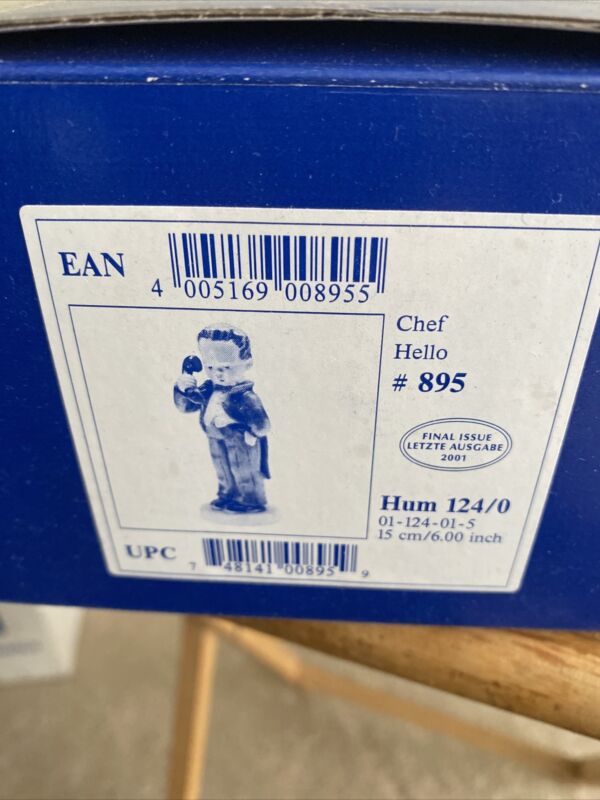 EAN
4 005169 008955
Chef
Hello
# 895
FINAL ISSUE
LETZTE AUSGABE
2001
Hum 124/0
01-124-01-5
15 cm/6.00 inch
UPC
7 48141 00895 9